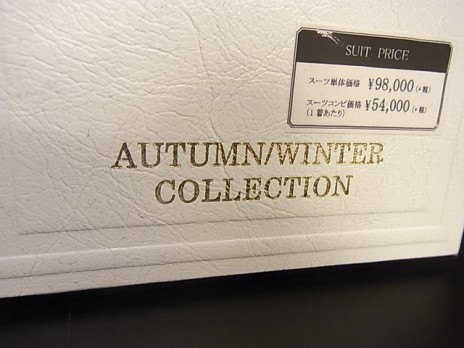 SUIT PRICE
スーツ単体価格 ¥98,000(+税)
スーツコンビ価格 ¥54,000(+税)
(1着あたり)
AUTUMN/WINTER
COLLECTION